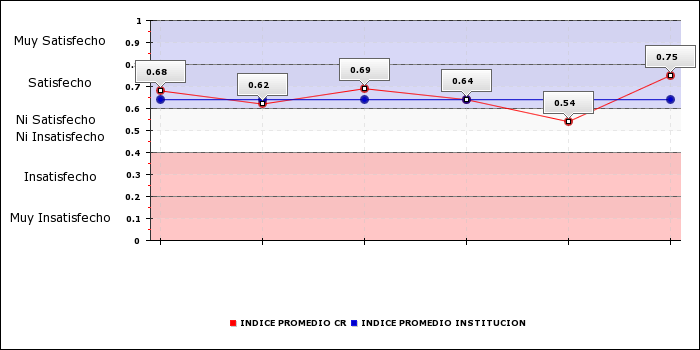 1
Muy Satisfecho
0.9
0.8
0.68
0.62
0.69
0.64
0.54
0.75
Satisfecho
0.7
0.6
Ni Satisfecho
Ni Insatisfecho
0.5
0.4
Insatisfecho
0.3
0.2
Muy Insatisfecho
0.1
0
INDICE PROMEDIO CR INDICE PROMEDIO INSTITUCION